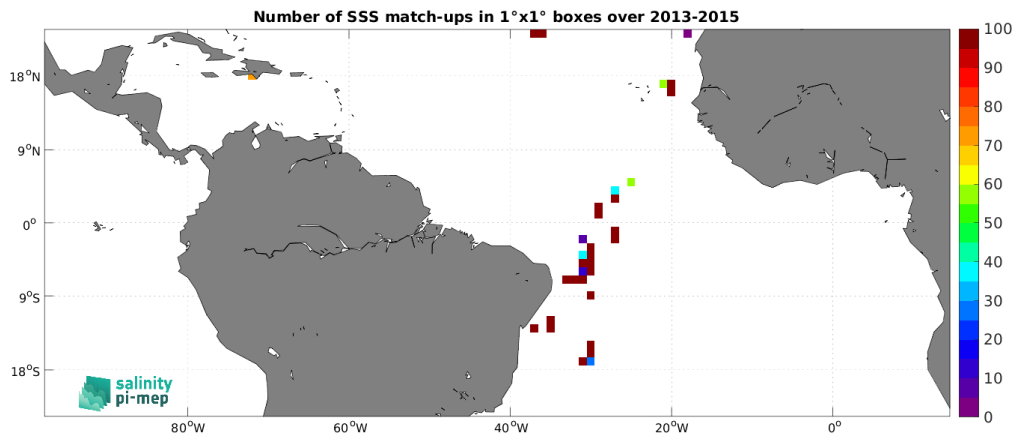 Number of SSS match-ups in 1°x1° boxes over 2013-2015
18°N
9°N
0°
9°S
18°S
80°W
60°W
40°W
20°W
0°
100
90
80
70
60
50
40
30
20
10
0
salinity
pi-mep